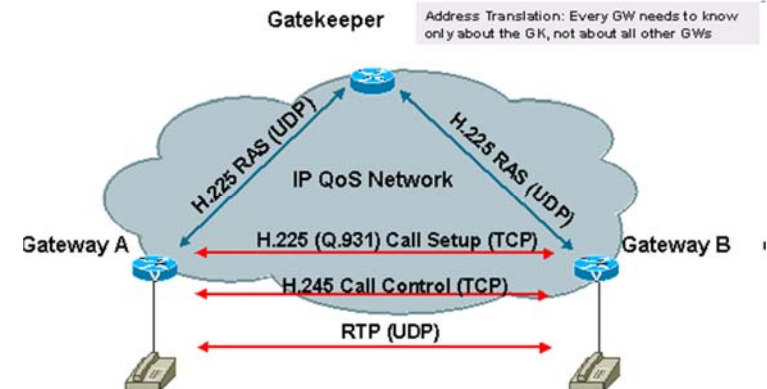 Gatekeeper
Address Translation: Every GW needs to know
only about the GK, not about all other GWs
H.225 RAS (UDP)
H.225 RAS (UDP)
IP QoS Network
Gateway A
H.225 (Q.931) Call Setup (TCP)
Gateway B
H.245 Call Control (TCP)
RTP (UDP)